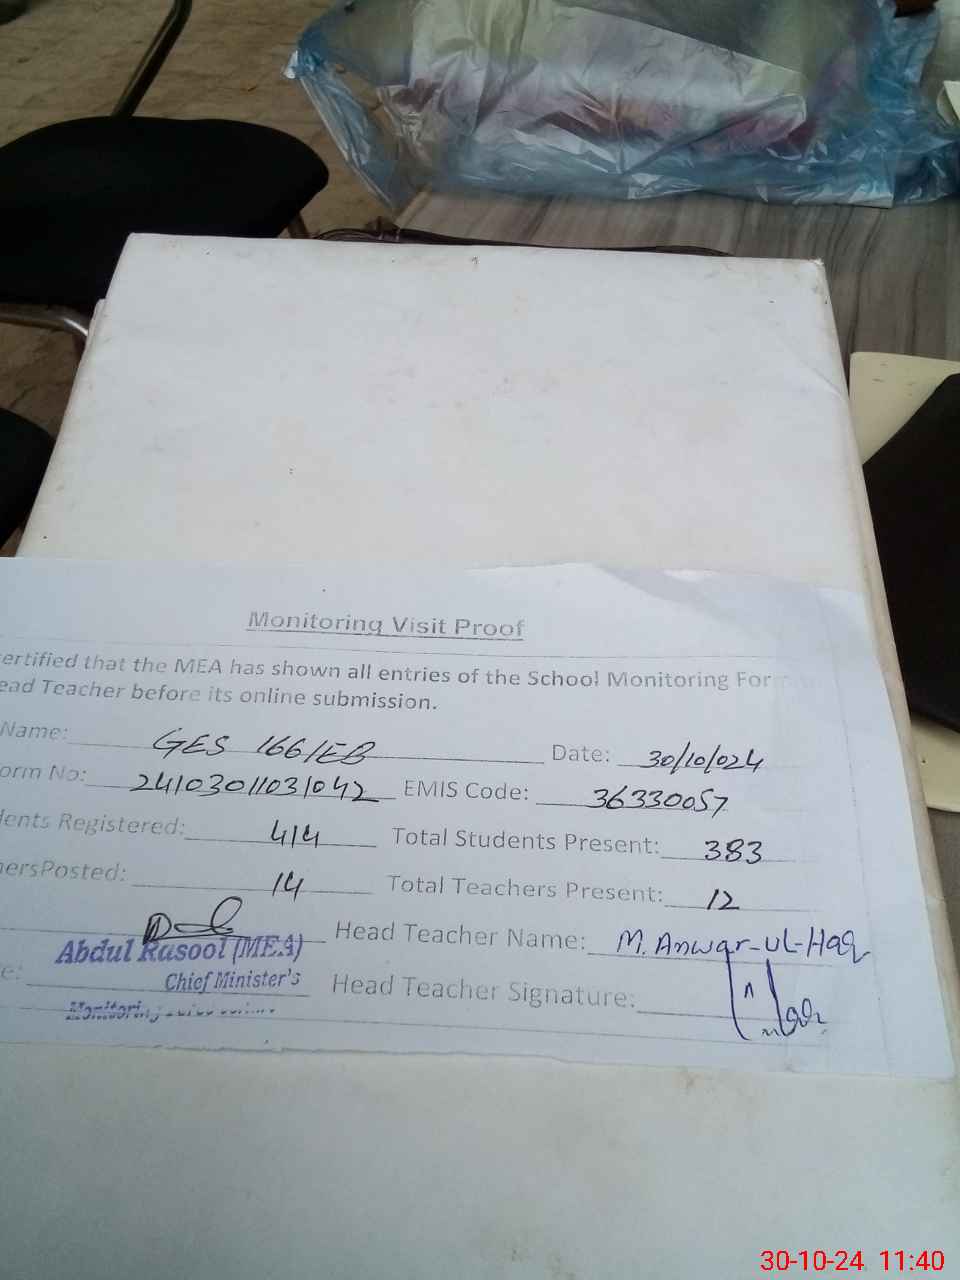 Monitoring Visit Proof
ertified that the MEA has shown all entries of the School Monitoring For
ead Teacher before its online submission.
Name: GES 166/EB Date: 30/10/024
orm No: 24103011031042 EMIS Code: 36330057
dents Registered: 414 Total Students Present: 383
hersPosted: 14 Total Teachers Present: 12
Head Teacher Name: M. Anwar-ul-Haq
Abdul Rasool (MEA)
e: Chief Minister's Head Teacher Signature:
Monitoring
30-10-24 11:40